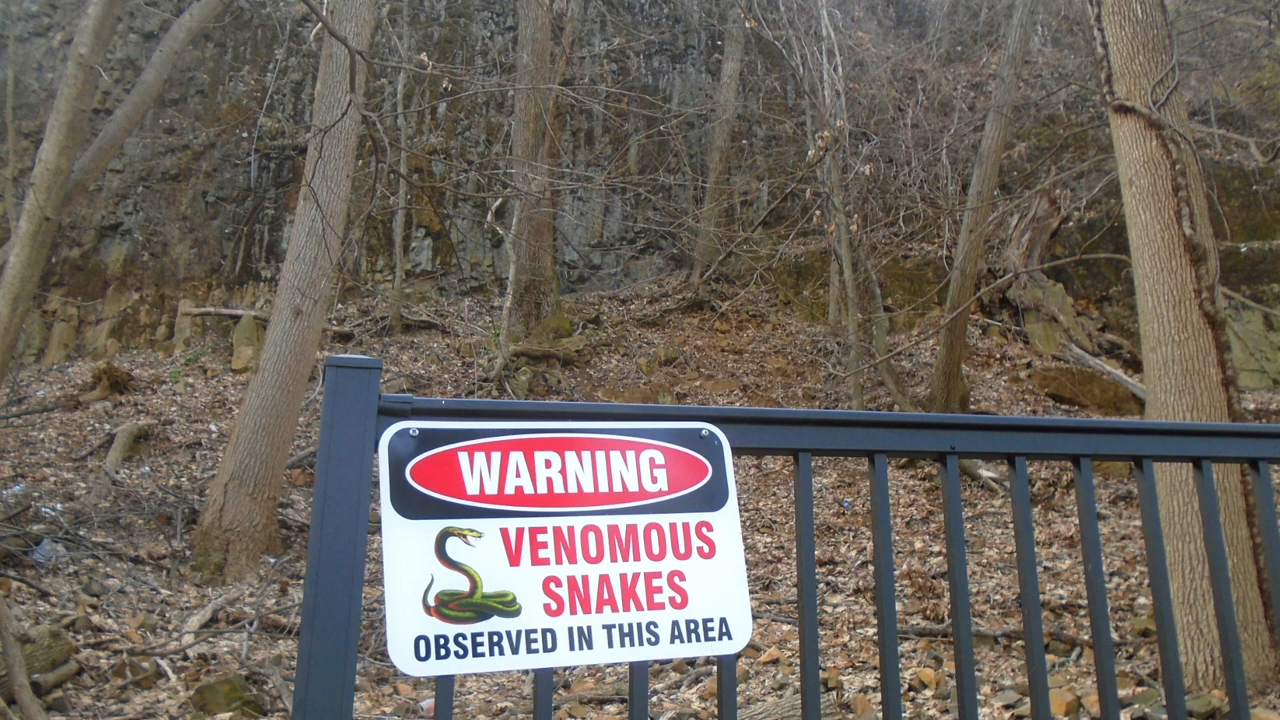 WARNING
VENOMOUS
SNAKES
OBSERVED IN THIS AREA